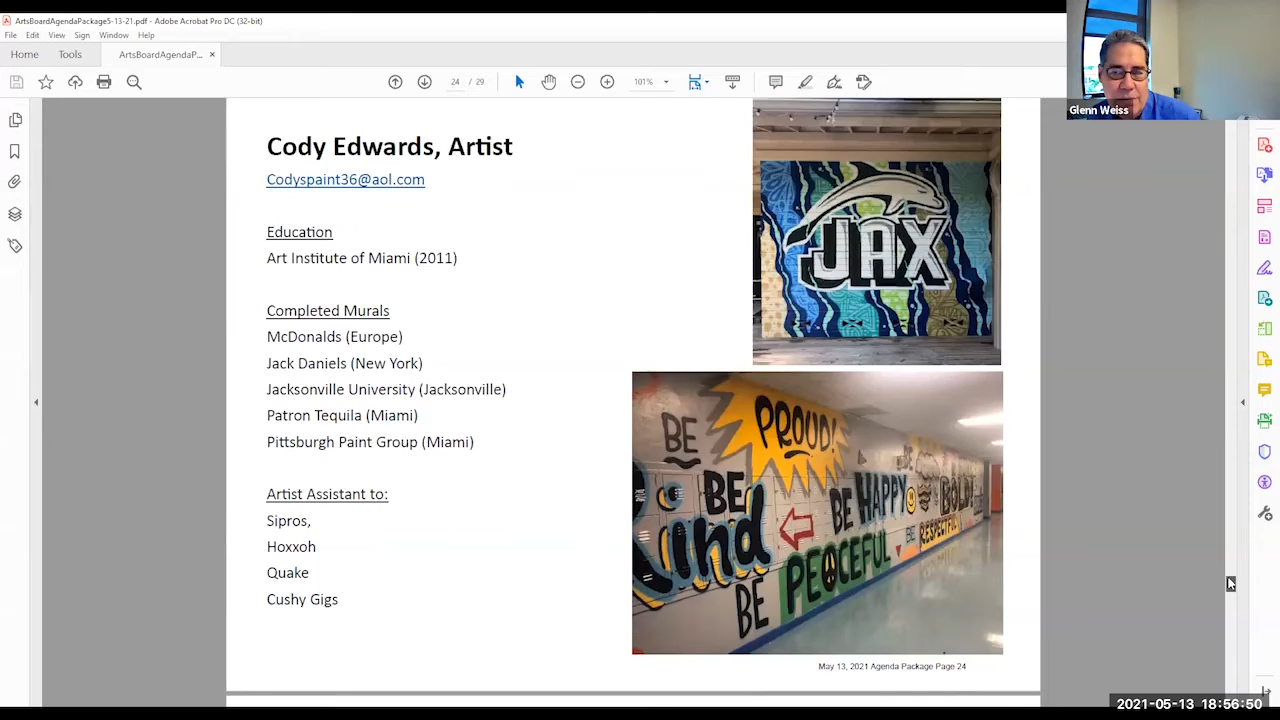 ArtsBoardAgendaPackage5-13-21.pdf - Adobe Acrobat Pro DC (32-bit)
File Edit View Sign Window Help
Home Tools ArtsBoardAgendaP... ×
24 / 29 101%
Glenn Weiss
Cody Edwards, Artist
Codyspaint36@aol.com
Education
Art Institute of Miami (2011)
Completed Murals
McDonalds (Europe)
Jack Daniels (New York)
Jacksonville University (Jacksonville)
Patron Tequila (Miami)
Pittsburgh Paint Group (Miami)
Artist Assistant to:
Sipros,
Hoxxoh
Quake
Cushy Gigs
JAX
BE
PROUD!
BE
Kind
BE
PEACEFUL
BE HAPPY
BE
BOLD!
BE
RESPECTFUL
May 13, 2021 Agenda Package Page 24
2021-05-13 18:56:50